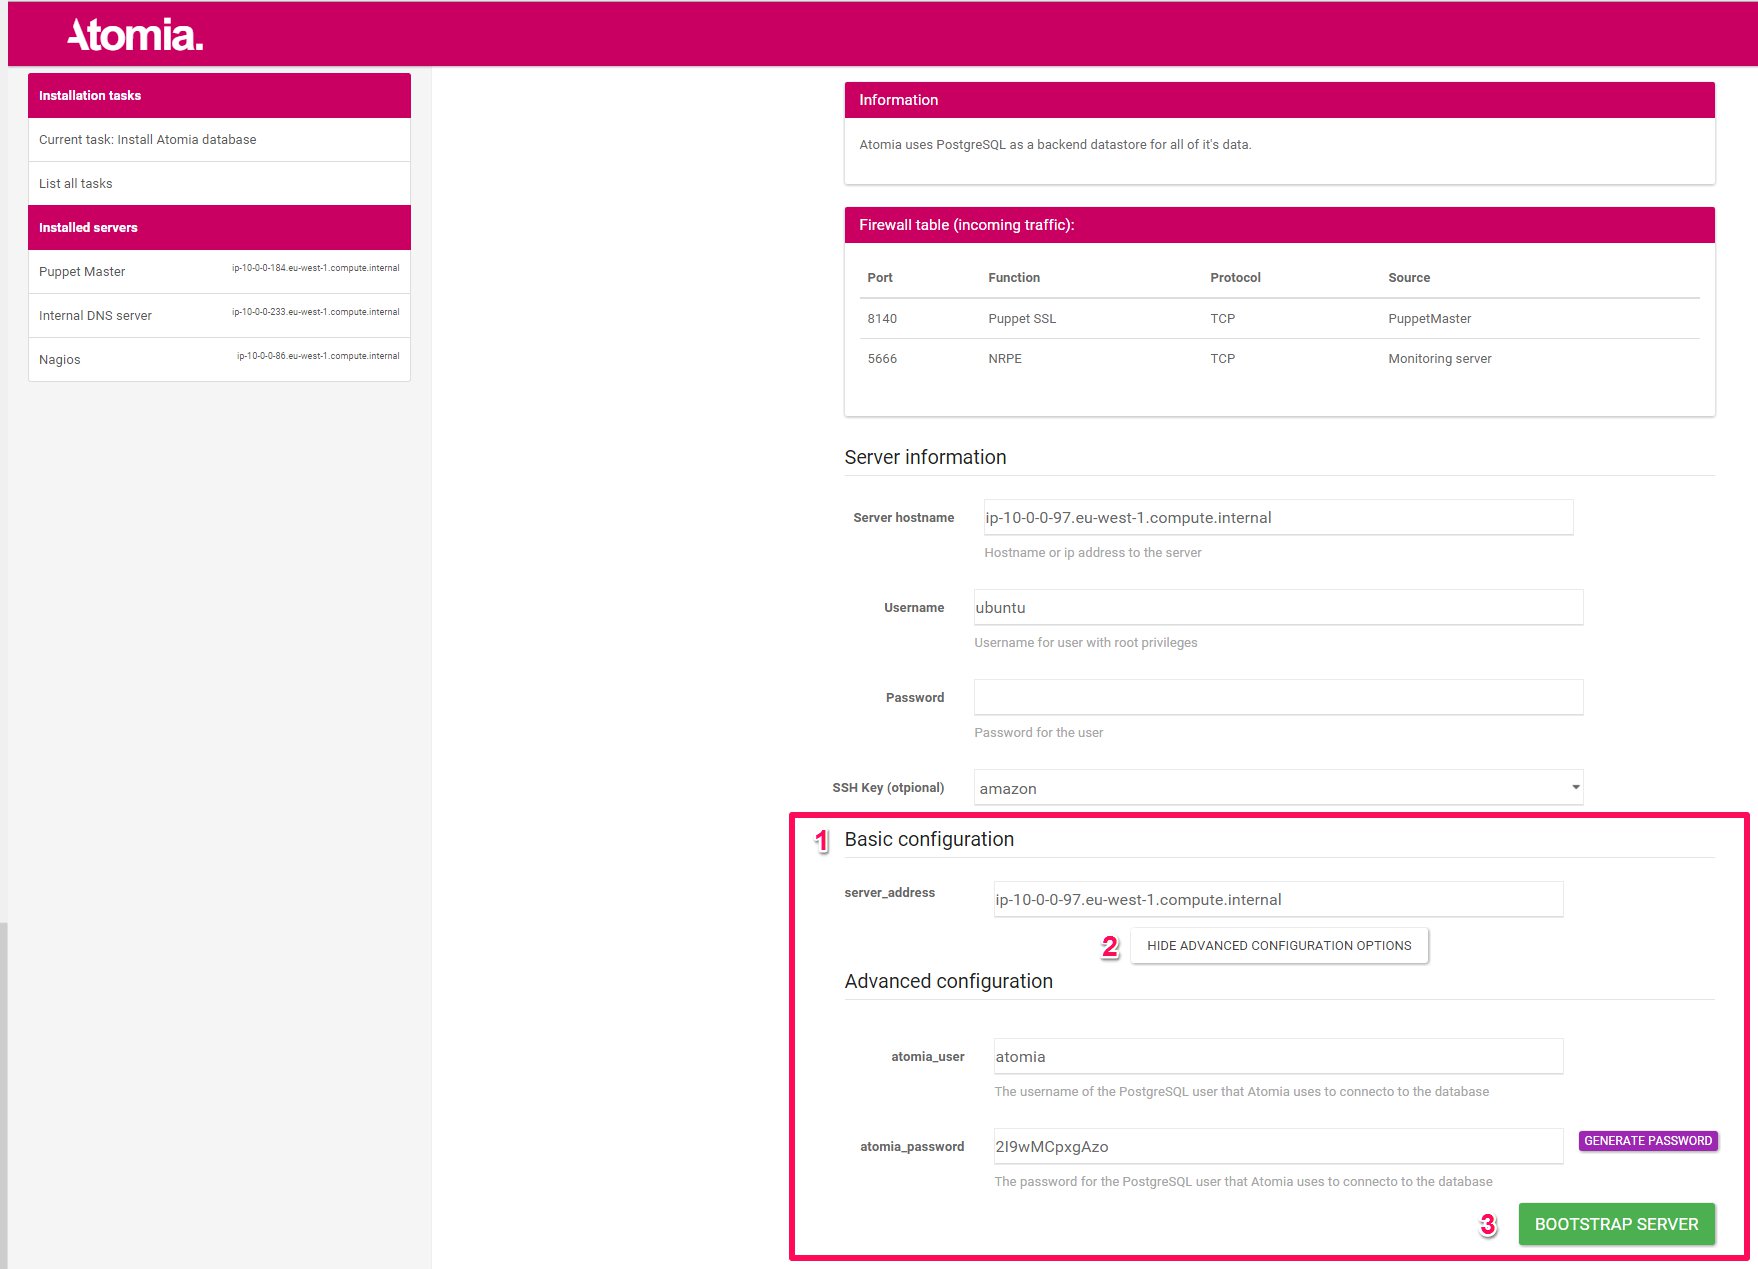 Atomia.
Installation tasks
Current task: Install Atomia database
List all tasks
Installed servers
Puppet Master ip-10-0-0-184.eu-west-1.compute.internal
Internal DNS server ip-10-0-0-233.eu-west-1.compute.internal
Nagios ip-10-0-0-86.eu-west-1.compute.internal
Information
Atomia uses PostgreSQL as a backend datastore for all of it's data.
Firewall table (incoming traffic):
Port Function Protocol Source
8140 Puppet SSL TCP PuppetMaster
5666 NRPE TCP Monitoring server
Server information
Server hostname ip-10-0-0-97.eu-west-1.compute.internal
Hostname or ip address to the server
Username ubuntu
Username for user with root privileges
Password
Password for the user
SSH Key (otpional) amazon
1 Basic configuration
server_address ip-10-0-0-97.eu-west-1.compute.internal
2 HIDE ADVANCED CONFIGURATION OPTIONS
Advanced configuration
atomia_user atomia
The username of the PostgreSQL user that Atomia uses to connecto to the database
atomia_password 2I9wMCpxgAzo GENERATE PASSWORD
The password for the PostgreSQL user that Atomia uses to connecto to the database
3 BOOTSTRAP SERVER